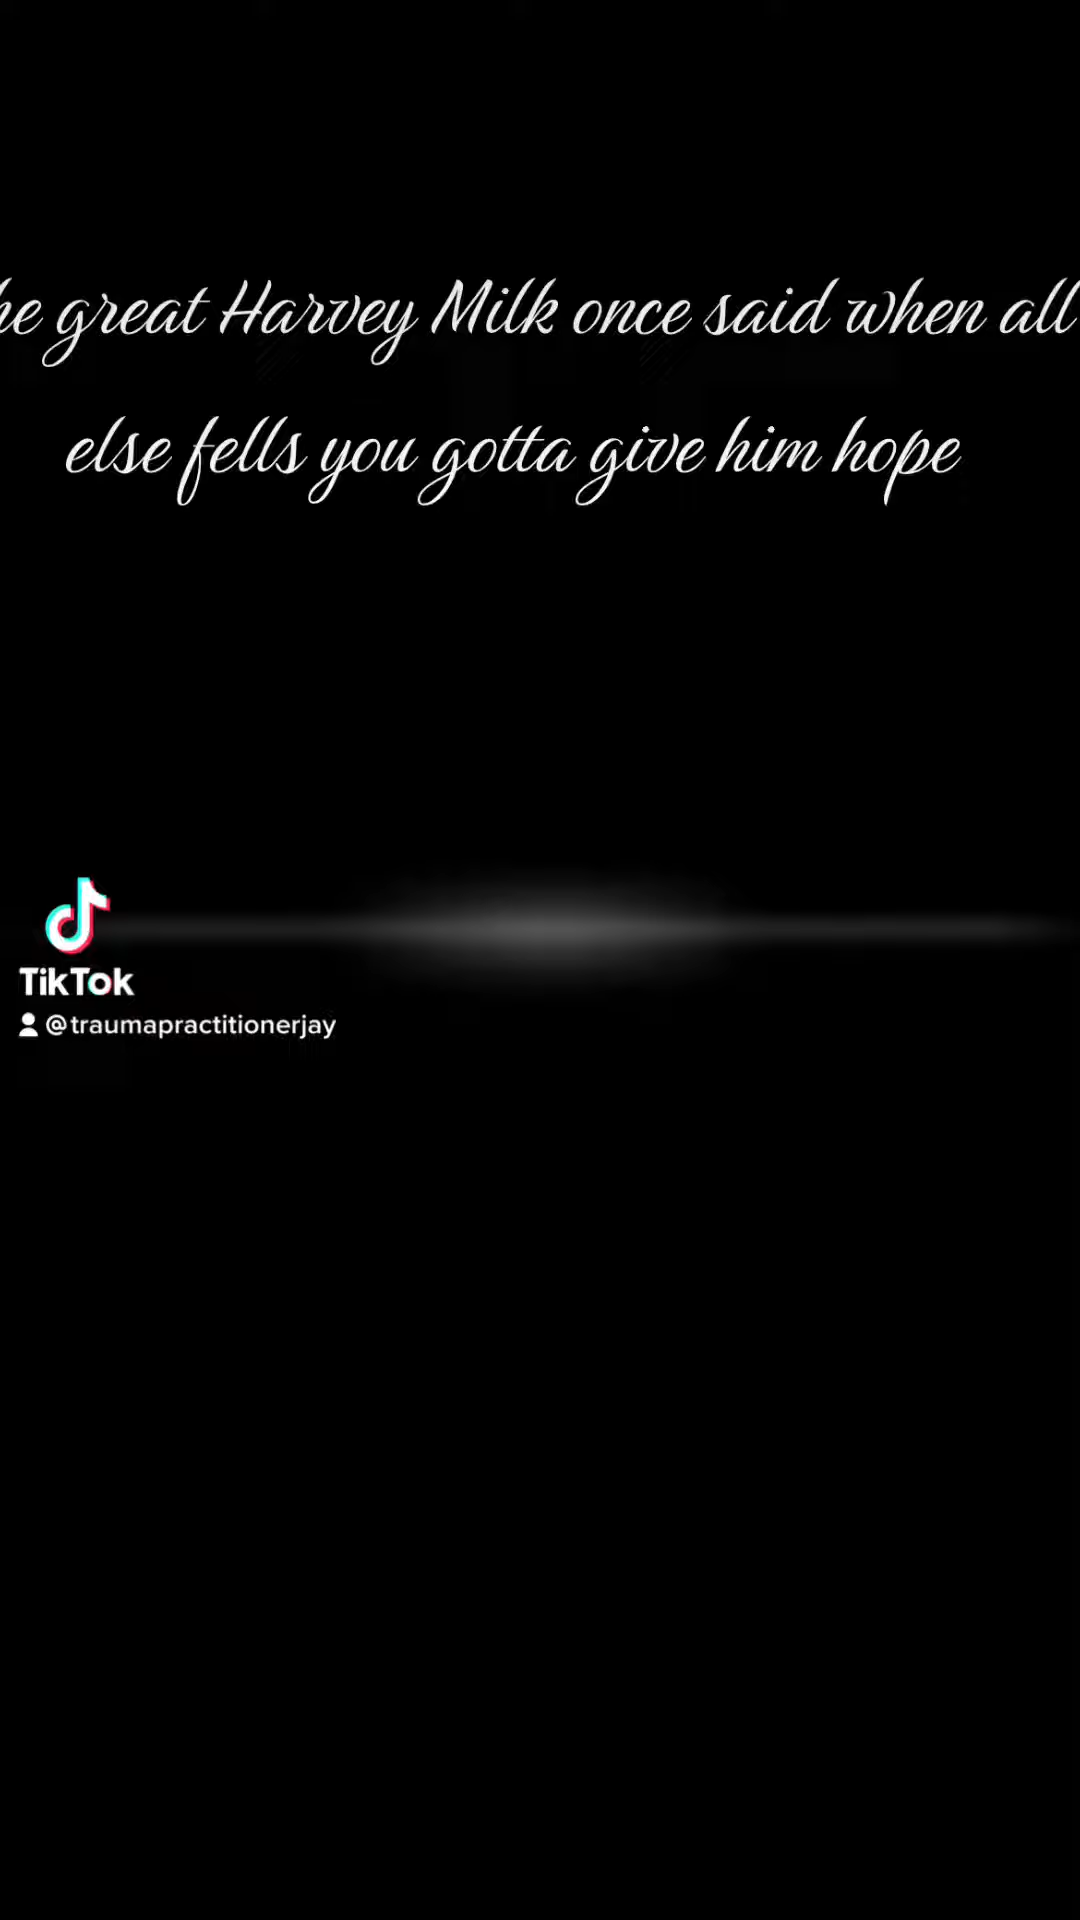 he great Harvey Milk once said when all
else fells you gotta give him hope
TikTok
@traumapractitionerjay